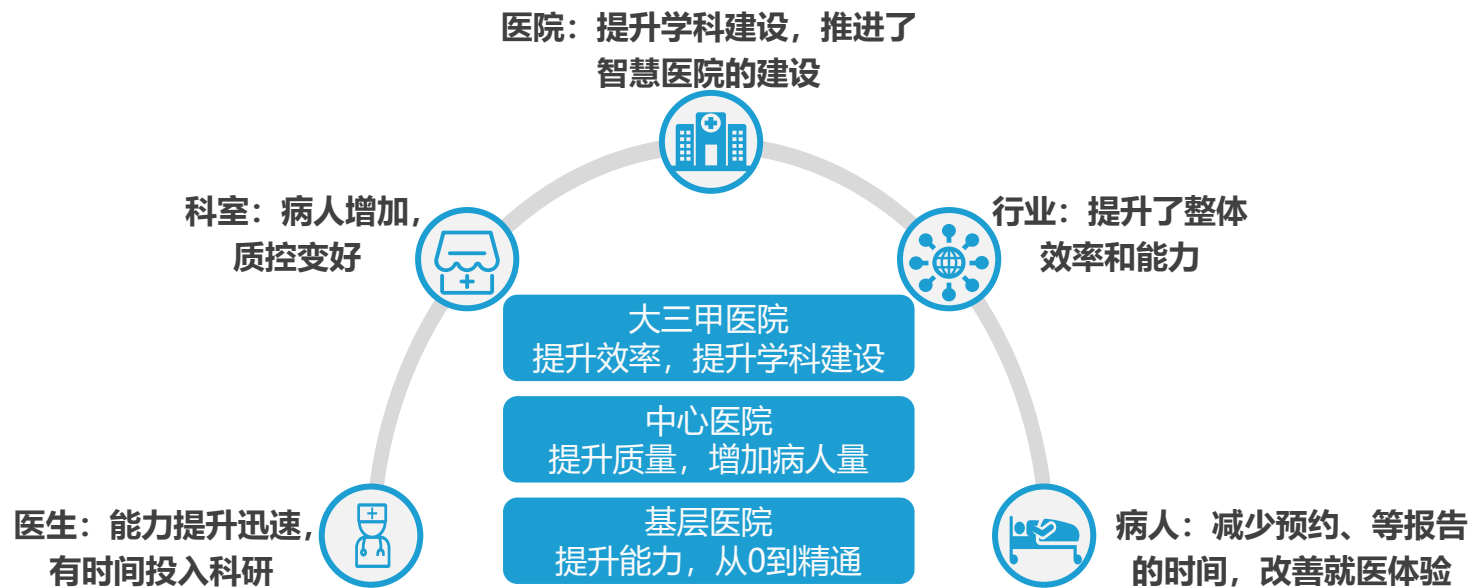 医院：提升学科建设，推进了
智慧医院的建设
科室：病人增加，
质控变好
行业：提升了整体
效率和能力
大三甲医院
提升效率，提升学科建设
中心医院
提升质量，增加病人量
基层医院
提升能力，从0到精通
医生：能力提升迅速，
有时间投入科研
病人：减少预约、等报告
的时间，改善就医体验